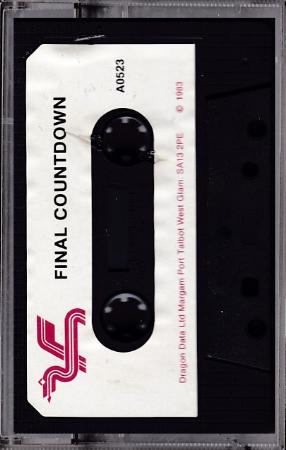 FINAL COUNTDOWN
A0523
Dragon Data Ltd Margam Port Talbot West Glam. SA13 2PE © 1983